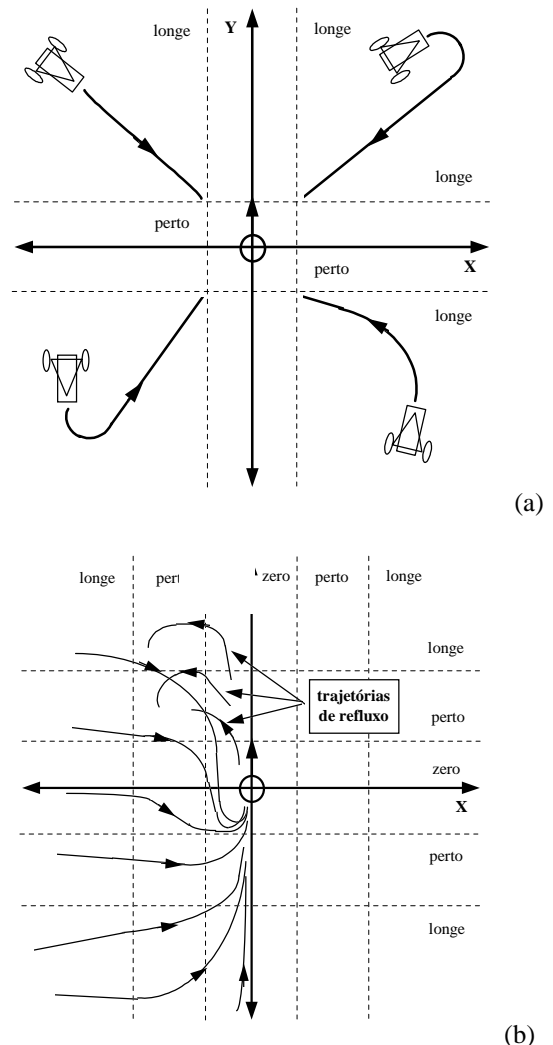 longe Y longe
longe
perto
X
perto
longe
(a)
longe zero perto longe
longe
trajetórias
de refluxo
perto
zero
X
perto
longe
(b)